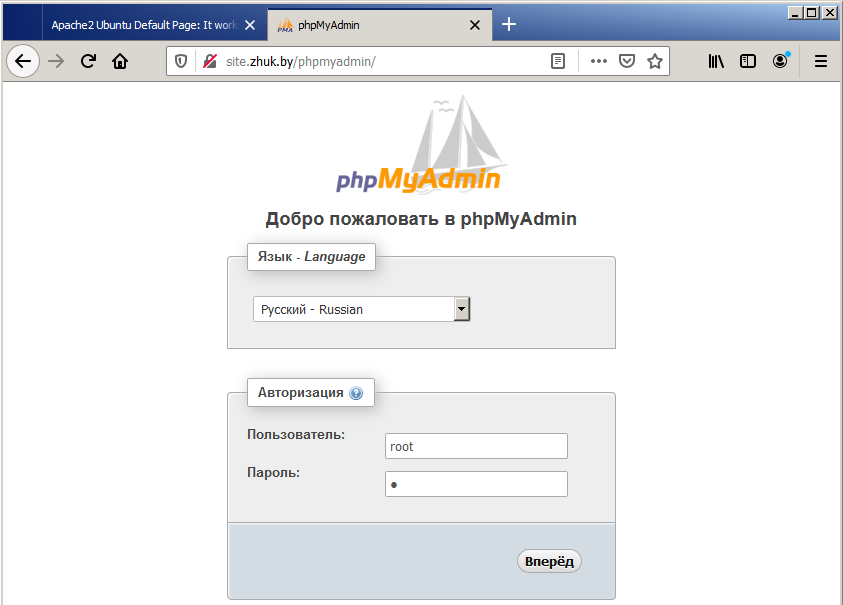 Apache2 Ubuntu Default Page: It work
phpMyAdmin
site.zhuk.by/phpmyadmin/
phpMyAdmin
Добро пожаловать в phpMyAdmin
Язык - Language
Русский - Russian
Авторизация
Пользователь:
root
Пароль:
Вперёд